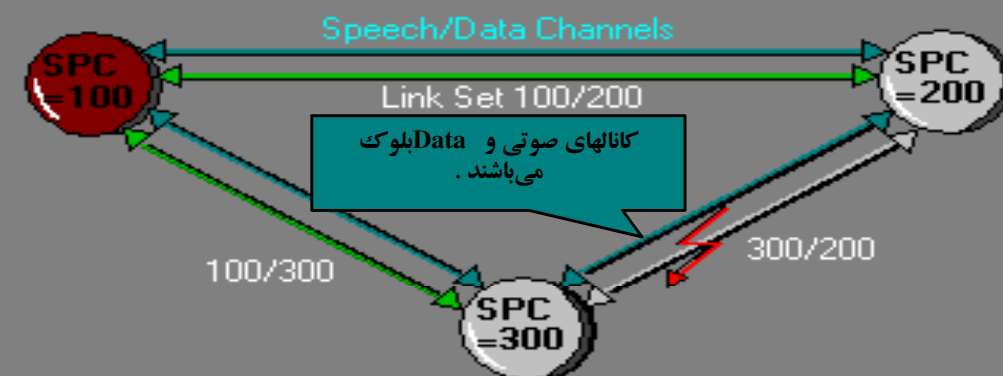 Speech/Data Channels
SPC
=100
SPC
=200
Link Set 100/200
کانالهای صوتی و Dataبلوک
می‌باشند .
100/300
300/200
SPC
=300